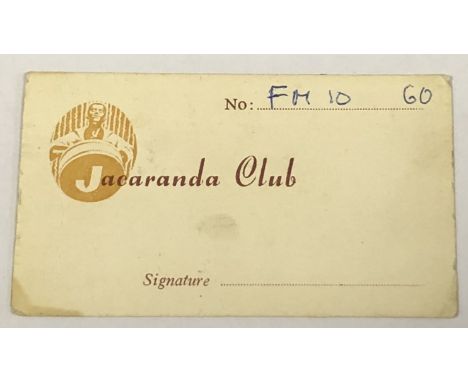 No: FM 10 60
Jacaranda Club
Signature